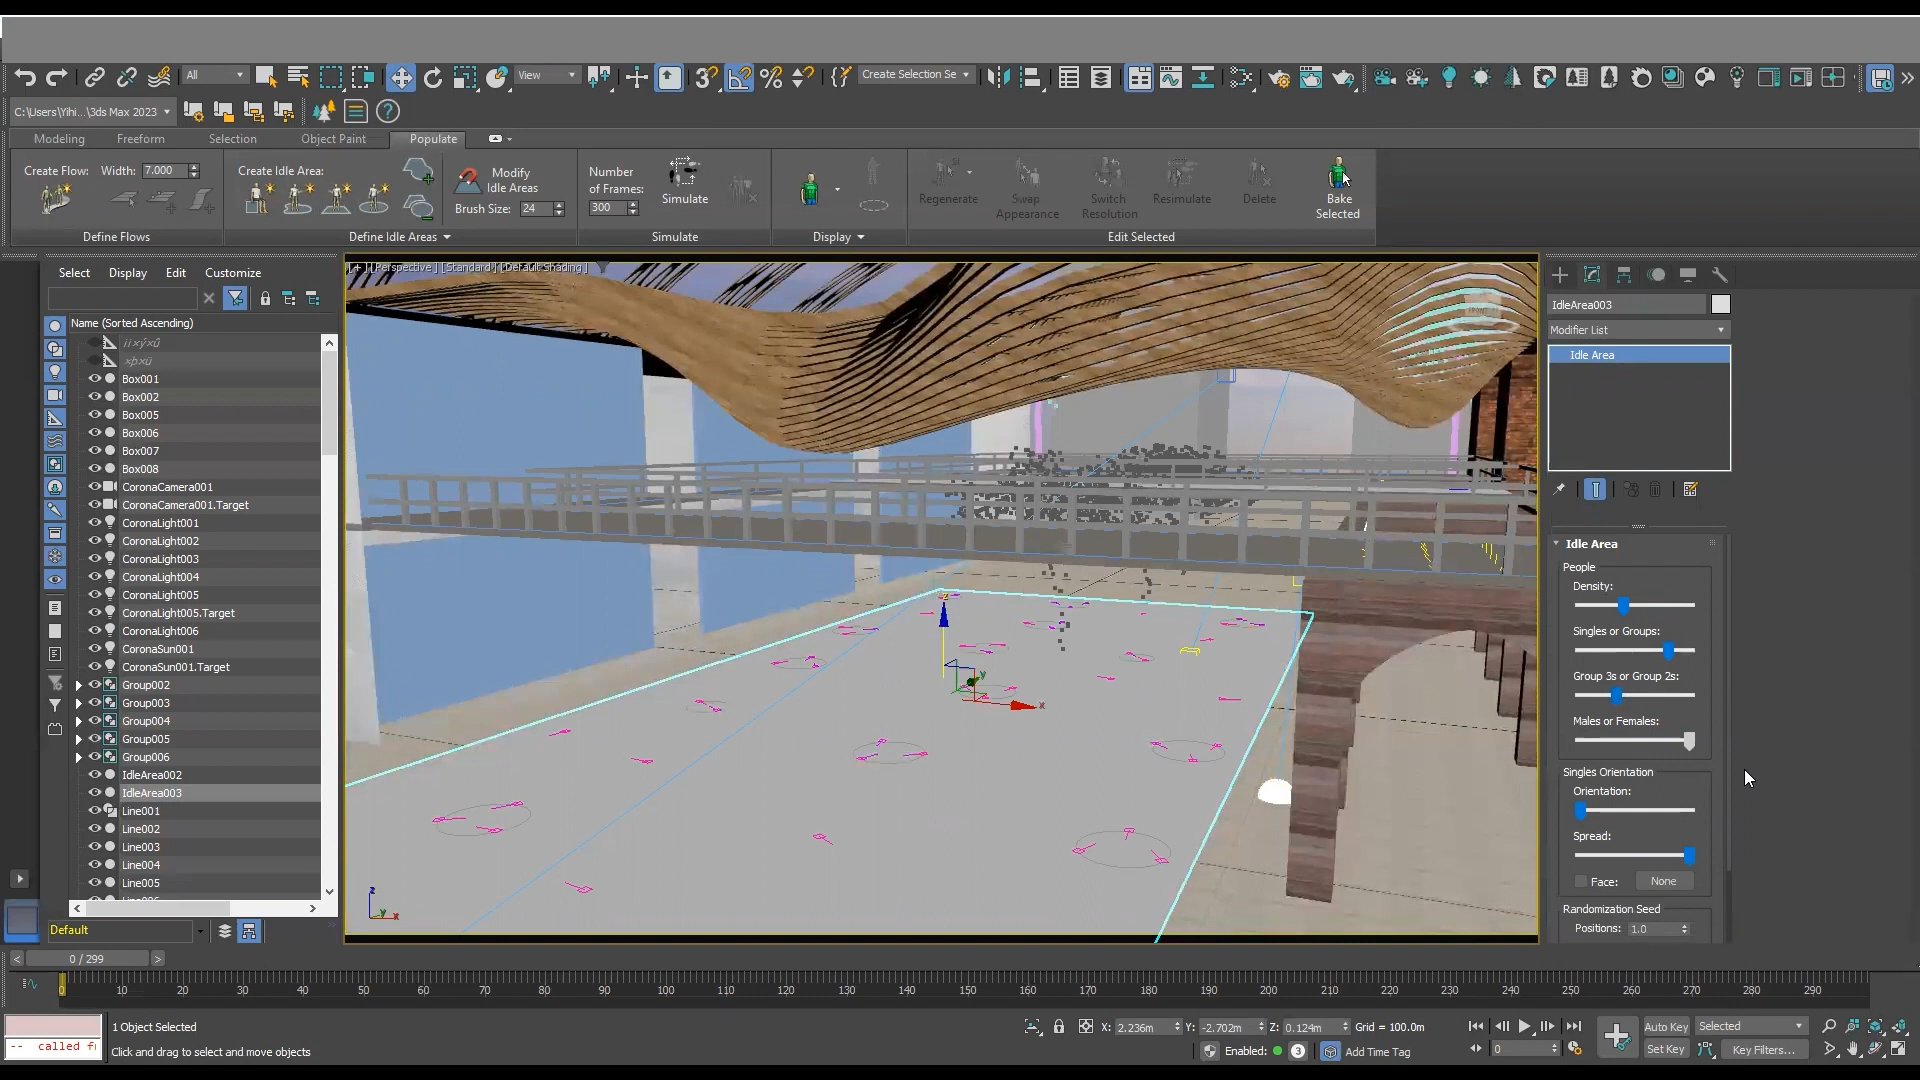 All
View
3
Create Selection Se
C:\Users\Yihi...\3ds Max 2023
Modeling
Freeform
Selection
Object Paint
Populate
Create Flow:
Width:
7.000
Define Flows
Create Idle Area:
Modify
Idle Areas
Brush Size:
24
Define Idle Areas
Number
of Frames:
300
Simulate
Simulate
Display
Regenerate
Swap
Appearance
Switch
Resolution
Resimulate
Delete
Bake
Selected
Edit Selected
Select
Display
Edit
Customize
Name (Sorted Ascending)
Box001
Box002
Box005
Box006
Box007
Box008
CoronaCamera001
CoronaCamera001.Target
CoronaLight001
CoronaLight002
CoronaLight003
CoronaLight004
CoronaLight005
CoronaLight005.Target
CoronaLight006
CoronaSun001
CoronaSun001.Target
Group002
Group003
Group004
Group005
Group006
IdleArea002
IdleArea003
Line001
Line002
Line003
Line004
Line005
Default
[ + ] [Perspective ] [ Standard ] [ Default Shading ]
z
y
x
z
y
x
IdleArea003
Modifier List
Idle Area
Idle Area
People
Density:
Singles or Groups:
Group 3s or Group 2s:
Males or Females:
Singles Orientation
Orientation:
Spread:
Face:
None
Randomization Seed
Positions:
1.0
0 / 299
0
10
20
30
40
50
60
70
80
90
100
110
120
130
140
150
160
170
180
190
200
210
220
230
240
250
260
270
280
290
1 Object Selected
Click and drag to select and move objects
-- called f
X: 2.236m
Y: -2.702m
Z: 0.124m
Grid = 100.0m
Enabled:
3
Add Time Tag
0
Auto Key
Selected
Set Key
Key Filters...